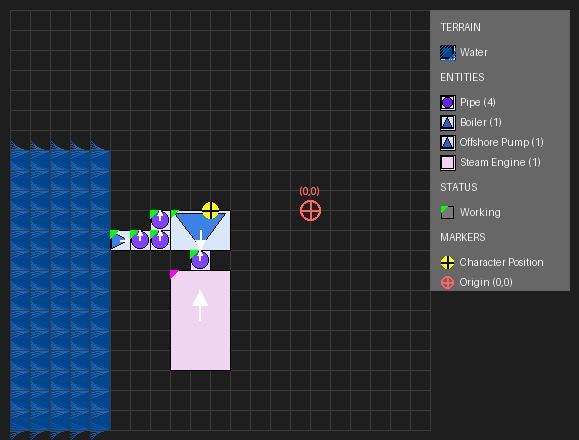 TERRAIN
Water
ENTITIES
Pipe (4)
Boiler (1)
Offshore Pump (1)
Steam Engine (1)
STATUS
(0,0)
Working
MARKERS
Character Position
Origin (0,0)